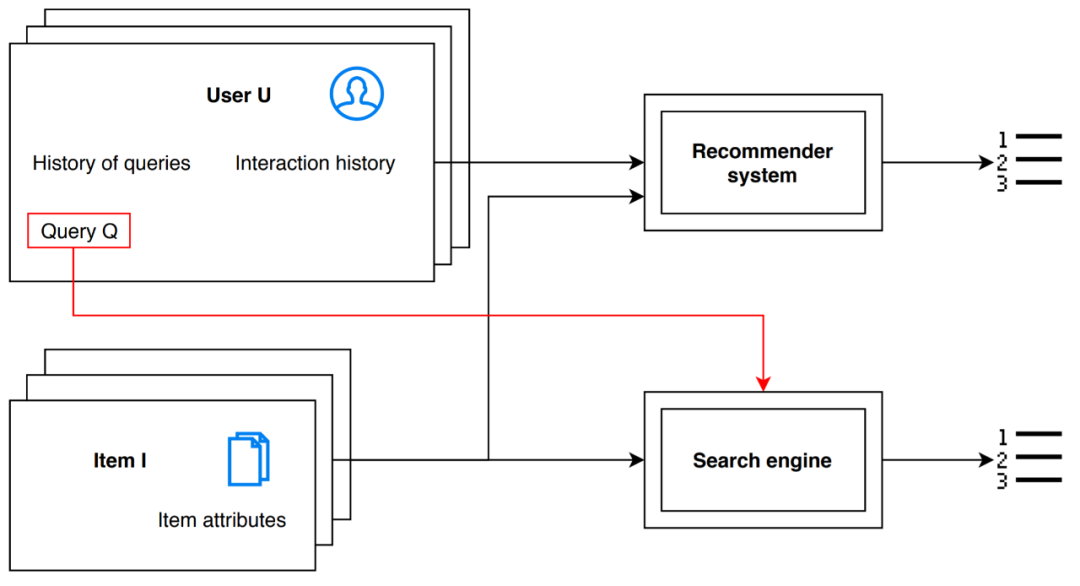 User U
History of queries
Interaction history
Query Q
Recommender
system
1
2
3
Item I
Item attributes
Search engine
1
2
3